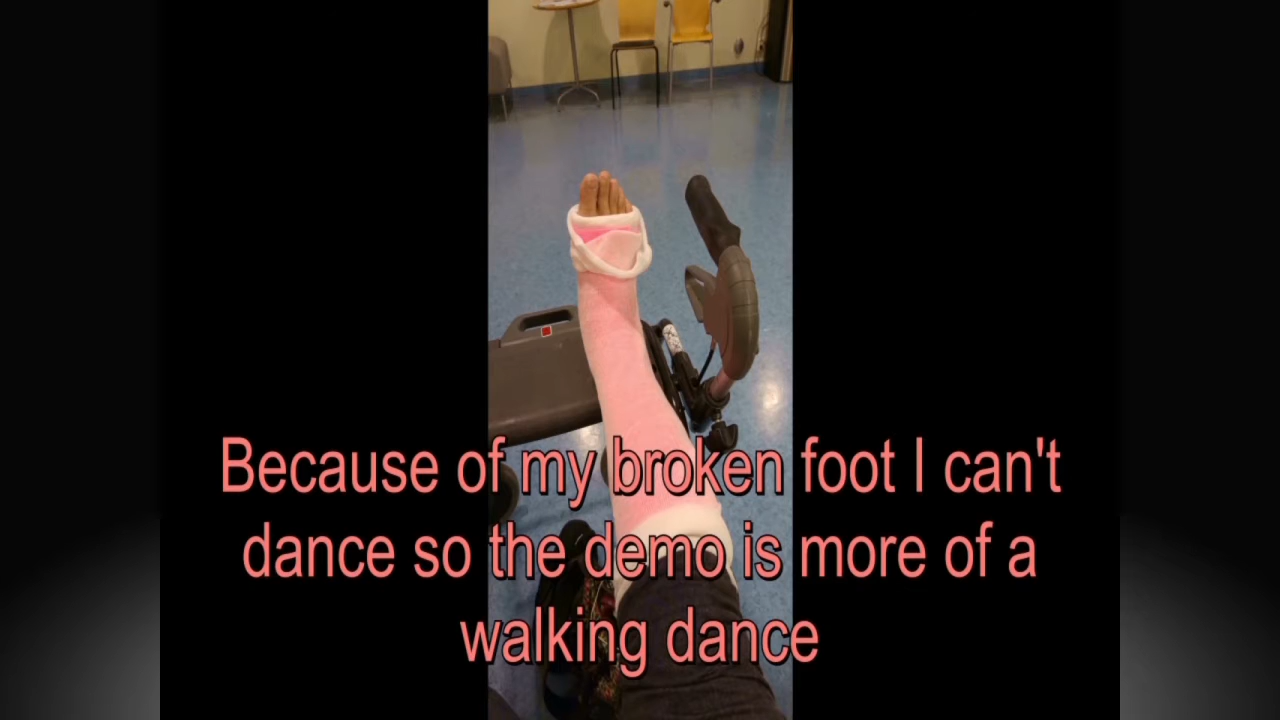 Because of my broken foot I can't
dance so the demo is more of a
walking dance